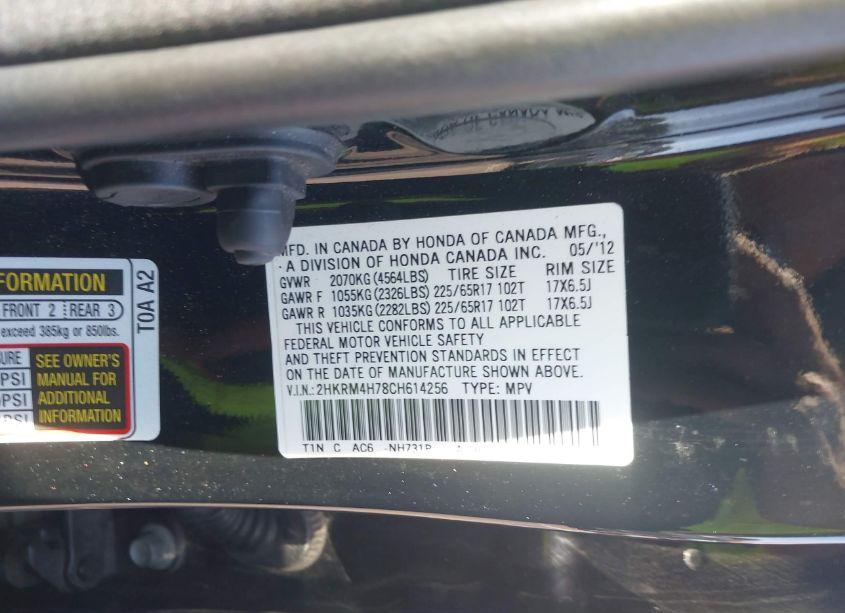 FORMATION
FRONT 2 REAR 3
exceed 385kg or 850lbs.
SEE OWNER'S
MANUAL FOR
ADDITIONAL
INFORMATION
PSI
PSI
PSI
T0A A2
MFD. IN CANADA BY HONDA OF CANADA MFG.,
A DIVISION OF HONDA CANADA INC. 05/'12
GVWR 2070KG (4564LBS) TIRE SIZE RIM SIZE
GAWR F 1055KG (2326LBS) 225/65R17 102T 17X6.5J
GAWR R 1035KG (2282LBS) 225/65R17 102T 17X6.5J
THIS VEHICLE CONFORMS TO ALL APPLICABLE
FEDERAL MOTOR VEHICLE SAFETY
AND THEFT PREVENTION STANDARDS IN EFFECT
ON THE DATE OF MANUFACTURE SHOWN ABOVE.
V.I.N.: 2HKRM4H78CH614256 TYPE: MPV
T1N C AC6 -NH731P